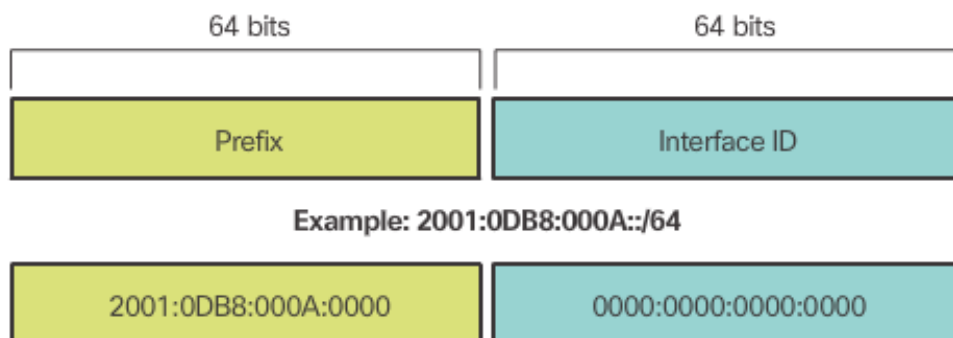 64 bits 64 bits
Prefix Interface ID
Example: 2001:0DB8:000A::/64
2001:0DB8:000A:0000 0000:0000:0000:0000